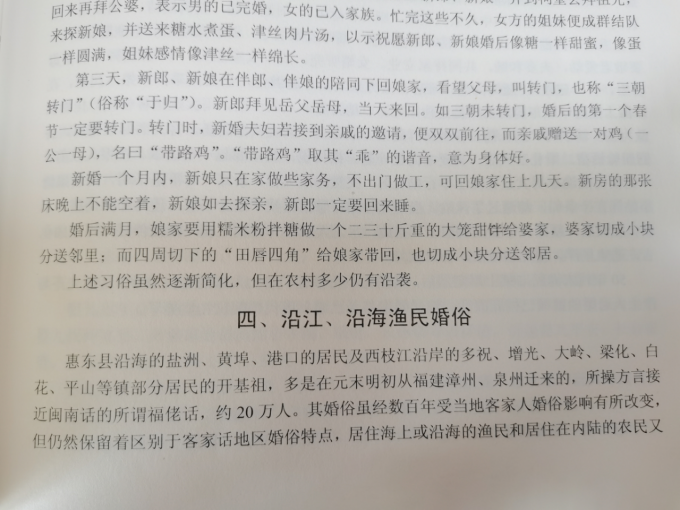 回来再拜公婆，表示男的已完婚，女的已入家族。忙完这些不久，女方的姐妹便成群结队
来探新娘，并送来糖水煮蛋、津丝肉片汤，以示祝愿新郎、新娘婚后像糖一样甜蜜，像蛋
一样圆满，姐妹感情像津丝一样绵长。
第三天，新郎、新娘在伴郎、伴娘的陪同下回娘家，看望父母，叫转门，也称“三朝
转门”（俗称“于归”）。新郎拜见岳父岳母，当天来回。如三朝未转门，婚后的第一个春
节一定要转门。转门时，新婚夫妇若接到亲戚的邀请，便双双前往，而亲戚赠送一对鸡（一
公一母），名曰“带路鸡”。“带路鸡”取其“乖”的谐音，意为身体好。
新婚一个月内，新娘只在家做些家务，不出门做工，可回娘家住上几天。新房的那张
床晚上不能空着，新娘如去探亲，新郎一定要回来睡。
婚后满月，娘家要用糯米粉拌糖做一个二三十斤重的大笼甜饽给婆家，婆家切成小块
分送邻里；而四周切下的“田唇四角”给娘家带回，也切成小块分送邻居。
上述习俗虽然逐渐简化，但在农村多少仍有沿袭。
四、沿江、沿海渔民婚俗
惠东县沿海的盐洲、黄埠、港口的居民及西枝江沿岸的多祝、增光、大岭、梁化、白
花、平山等镇部分居民的开基祖，多是在元末明初从福建漳州、泉州迁来的，所操方言接
近闽南话的所谓福佬话，约 20 万人。其婚俗虽经数百年受当地客家人婚俗影响有所改变，
但仍然保留着区别于客家话地区婚俗特点，居住海上或沿海的渔民和居住在内陆的农民又